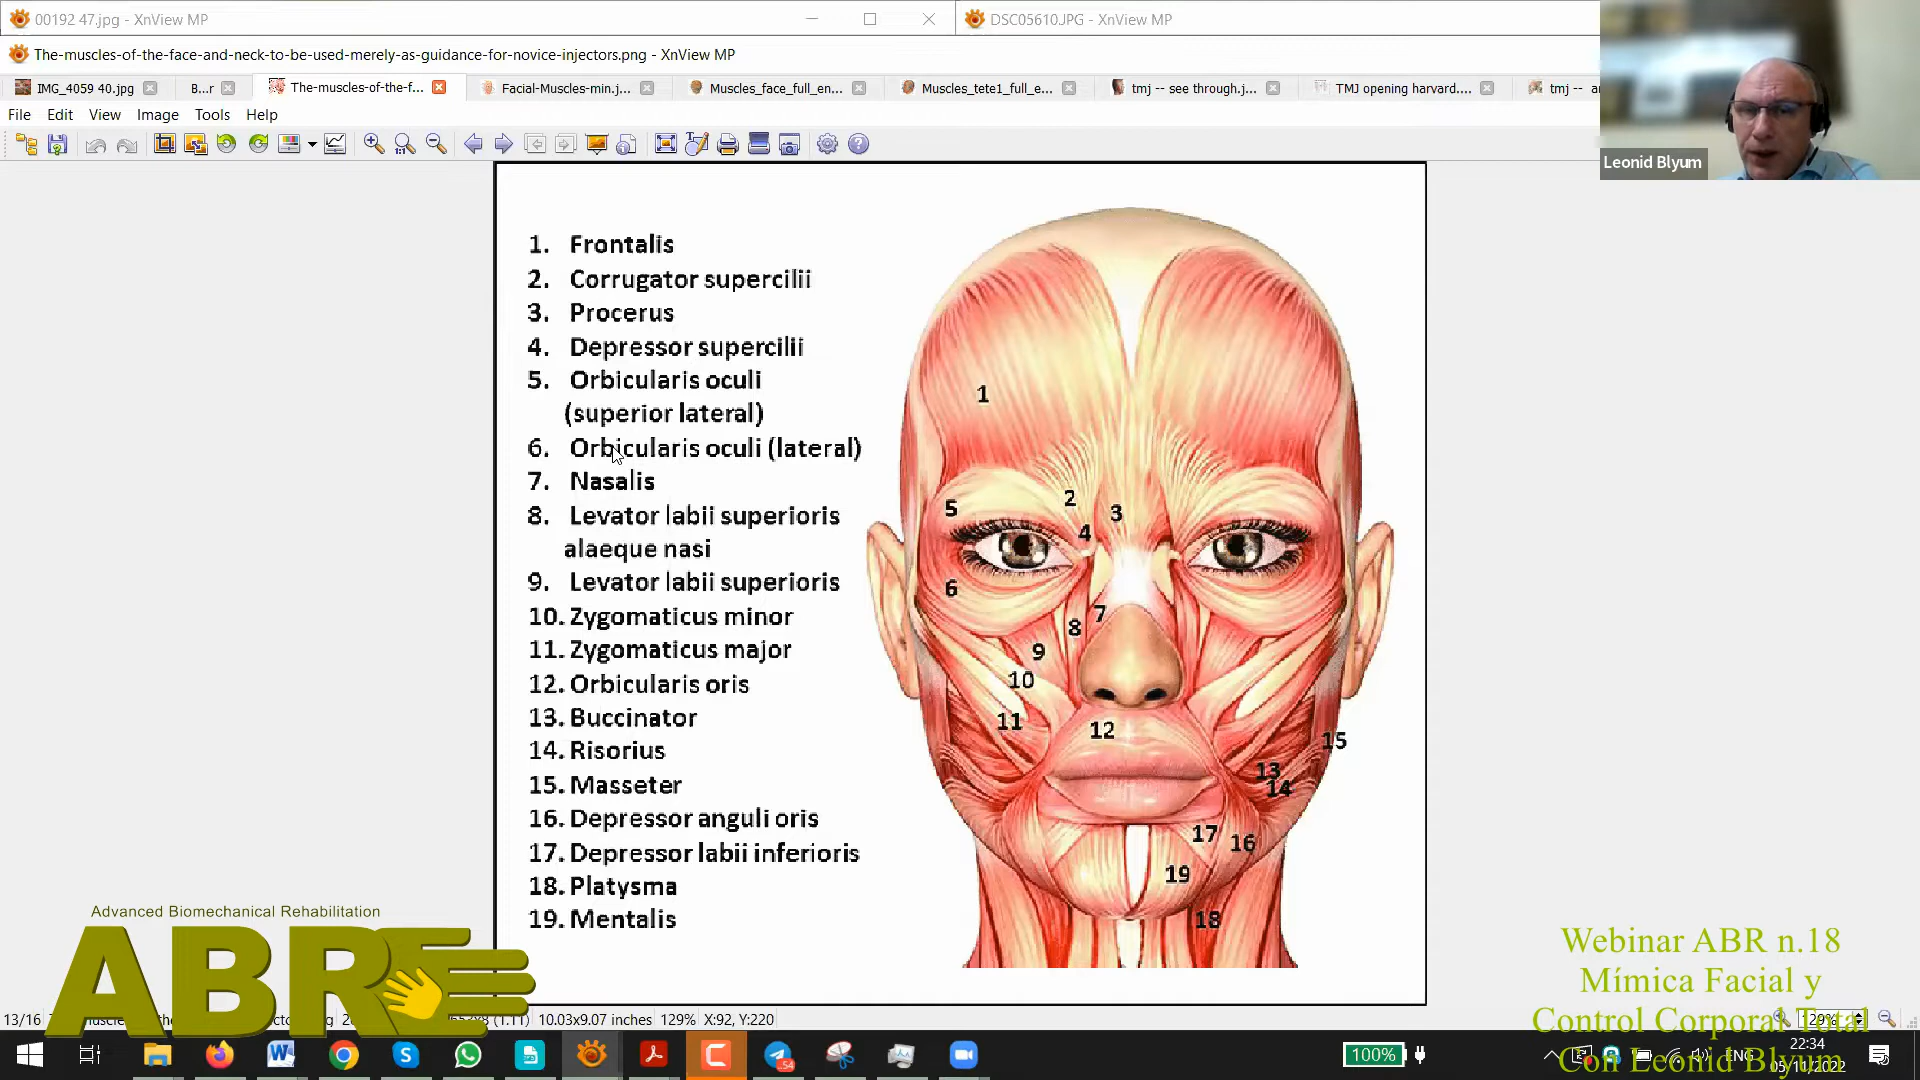 00192 47.jpg - XnView MP
DSC05610.JPG - XnView MP
The-muscles-of-the-face-and-neck-to-be-used-merely-as-guidance-for-novice-injectors.png - XnView MP
IMG_4059 40.jpg
B...r
The-muscles-of-the-f...
Facial-Muscles-min.j...
Muscles_face_full_en...
Muscles_tete1_full_e...
tmj -- see through.j...
TMJ opening harvard....
tmj --
File Edit View Image Tools Help
Leonid Blyum
1. Frontalis
2. Corrugator supercilii
3. Procerus
4. Depressor supercilii
5. Orbicularis oculi
(superior lateral)
6. Orbicularis oculi (lateral)
7. Nasalis
8. Levator labii superioris
alaeque nasi
9. Levator labii superioris
10. Zygomaticus minor
11. Zygomaticus major
12. Orbicularis oris
13. Buccinator
14. Risorius
15. Masseter
16. Depressor anguli oris
17. Depressor labii inferioris
18. Platysma
19. Mentalis
1
2
3
4
5
6
7
8
9
10
11
12
13
14
15
16
17
18
19
Advanced Biomechanical Rehabilitation
ABR
Webinar ABR n.18
Mímica Facial y
Control Corporal Total
Con Leonid Blyum
13/16
10.03x9.07 inches 129% X:92, Y:220
100%
22:34
05/11/2022